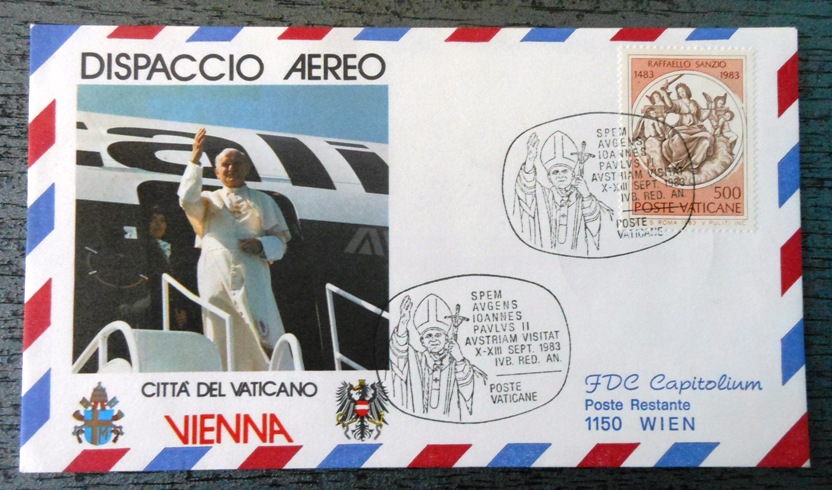 DISPACCIO AEREO
ali
CITTÀ DEL VATICANO
VIENNA
RAFFAELLO SANZIO
1483 1983
500
POSTE VATICANE
SPEM
AVGENS
IOANNES
PAVLVS II
AVSTRIAM VISITAT
X-XIII SEPT. 1983
IVB. RED. AN.
POSTE
VATICANE
SPEM
AVGENS
IOANNES
PAVLVS II
AVSTRIAM VISITAT
X-XIII SEPT. 1983
IVB. RED. AN.
POSTE
VATICANE
FDC Capitolium
Poste Restante
1150 WIEN